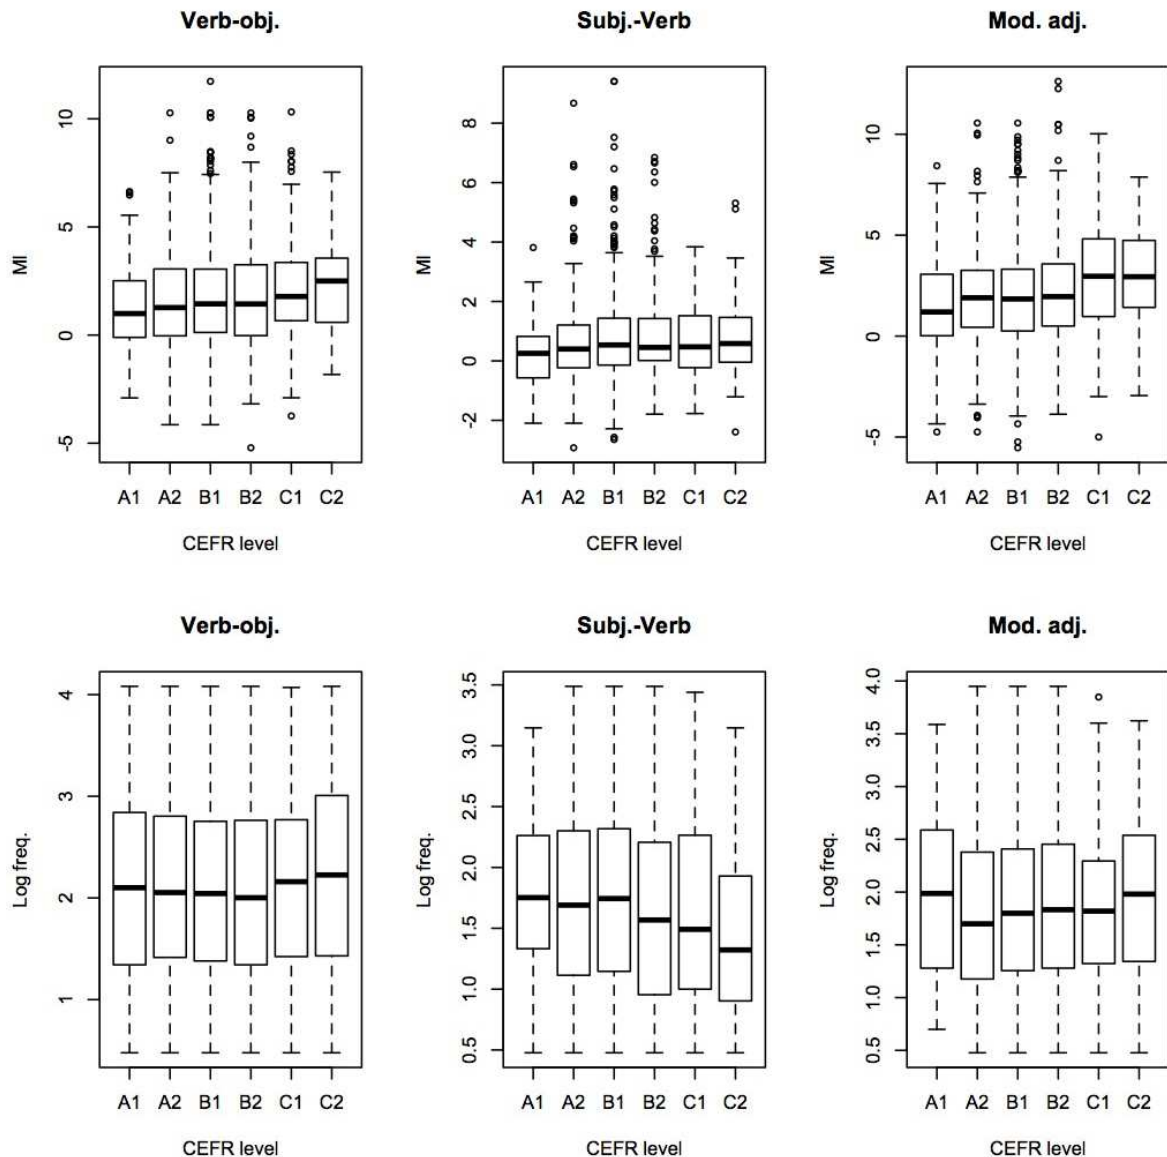 Verb-obj. Subj.-Verb Mod. adj.
MI
10
5
0
-5
A1 A2 B1 B2 C1 C2
CEFR level
MI
8
6
4
2
0
-2
A1 A2 B1 B2 C1 C2
CEFR level
MI
10
5
0
-5
A1 A2 B1 B2 C1 C2
CEFR level
Verb-obj. Subj.-Verb Mod. adj.
Log freq.
4
3
2
1
A1 A2 B1 B2 C1 C2
CEFR level
Log freq.
3.5
3.0
2.5
2.0
1.5
1.0
0.5
A1 A2 B1 B2 C1 C2
CEFR level
Log freq.
4.0
3.5
3.0
2.5
2.0
1.5
1.0
0.5
A1 A2 B1 B2 C1 C2
CEFR level